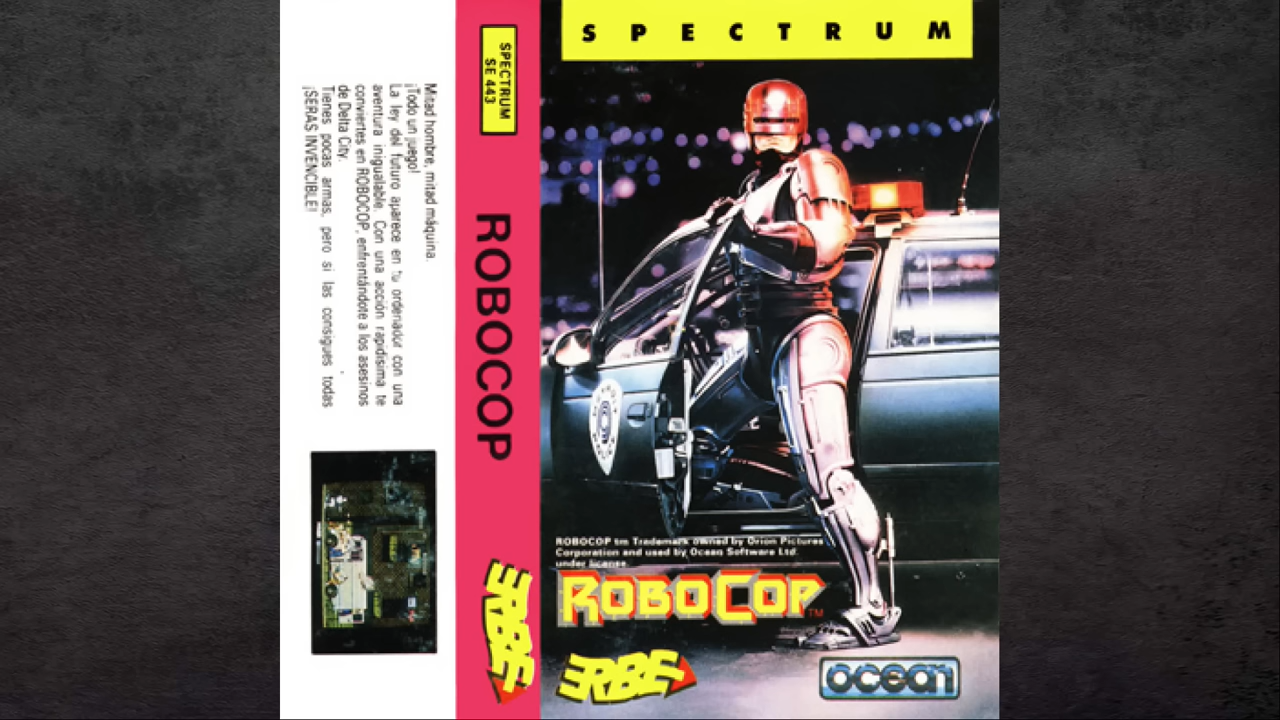 Mitad hombre, mitad máquina.
¡Todo un juego!
La ley del futuro aparece en tu ordenador con una
aventura inigualable. Con una acción rapidísima te
conviertes en ROBOCOP, enfrentándote a los asesinos
de Delta City.
Tienes pocas armas, pero si las consigues todas
¡SERAS INVENCIBLE!
SPECTRUM
SE 443
ROBOCOP
ERBE
SPECTRUM
ROBOCOP tm Trademark owned by Orion Pictures
Corporation and used by Ocean Software Ltd.
under license.
ROBOCOP TM
ERBE
ocean